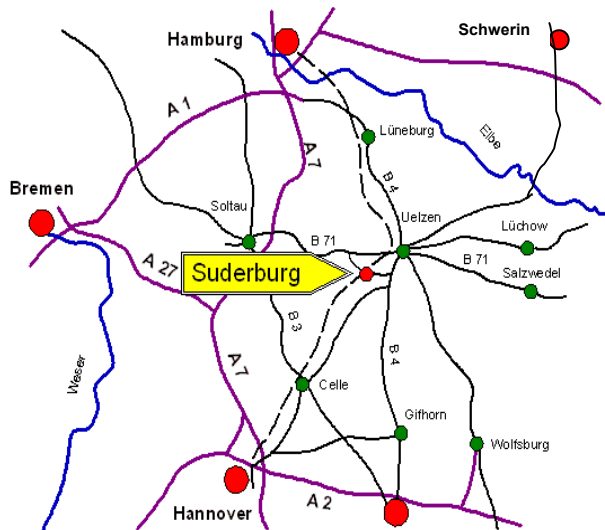 Schwerin
Hamburg
A 1
Lüneburg
Elbe
A 7
B 4
Bremen
Soltau
Uelzen
Lüchow
B 71
B 71
A 27
Suderburg
Salzwedel
B 3
Weser
A 7
B 4
Celle
Gifhorn
Wolfsburg
A 2
Hannover